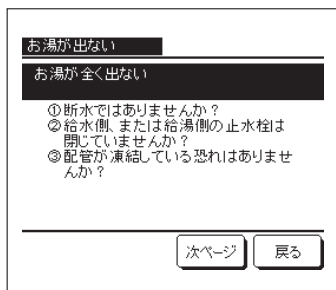 お湯が出ない
お湯が全く出ない
①断水ではありませんか？
②給水側、または給湯側の止水栓は
閉じていませんか？
③配管が凍結している恐れはありませ
んか？
次ページ
戻る